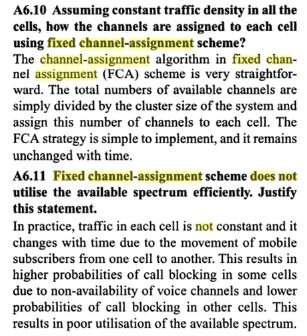 A6.10 Assuming constant traffic density in all the
cells, how the channels are assigned to each cell
using fixed channel-assignment scheme?
The channel-assignment algorithm in fixed chan-
nel assignment (FCA) scheme is very straightfor-
ward. The total numbers of available channels are
simply divided by the cluster size of the system and
assign this number of channels to each cell. The
FCA strategy is simple to implement, and it remains
unchanged with time.
A6.11 Fixed channel-assignment scheme does not
utilise the available spectrum efficiently. Justify
this statement.
In practice, traffic in each cell is not constant and it
changes with time due to the movement of mobile
subscribers from one cell to another. This results in
higher probabilities of call blocking in some cells
due to non-availability of voice channels and lower
probabilities of call blocking in other cells. This
results in poor utilisation of the available spectrum